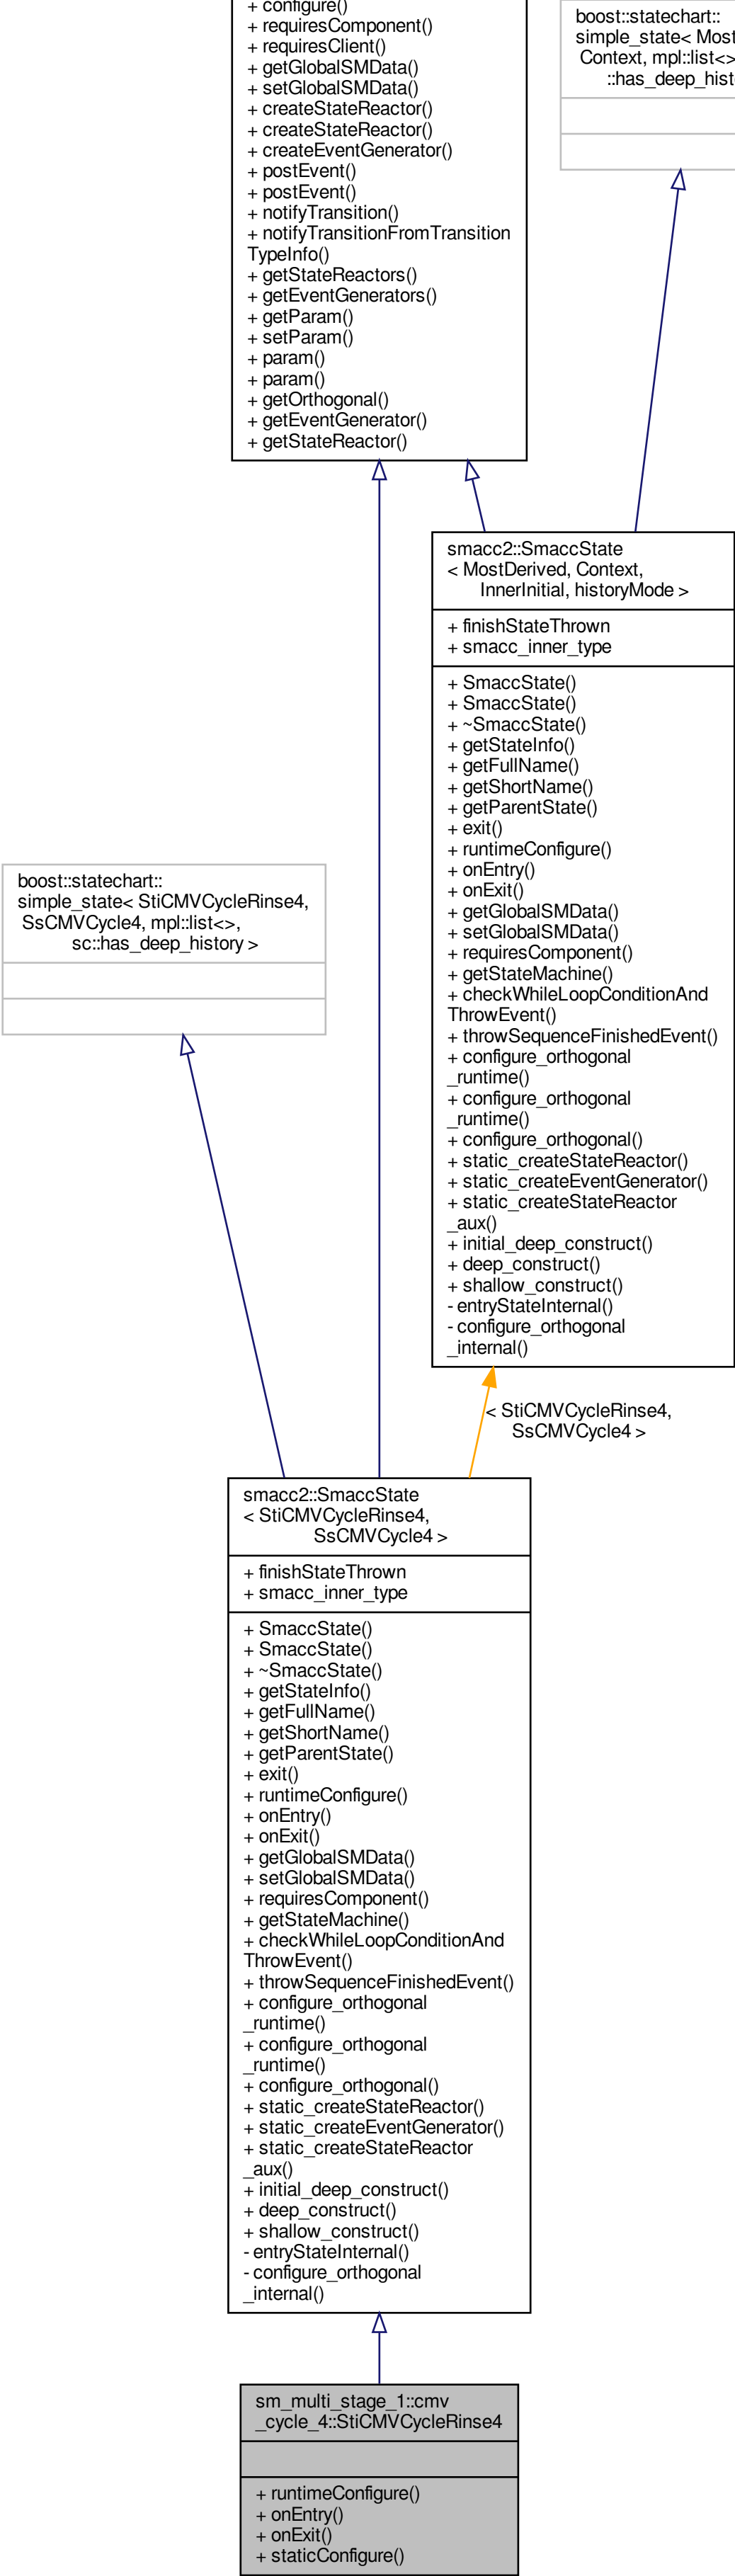 + configure()
+ requiresComponent()
+ requiresClient()
+ getGlobalSMData()
+ setGlobalSMData()
+ createStateReactor()
+ createStateReactor()
+ createEventGenerator()
+ postEvent()
+ postEvent()
+ notifyTransition()
+ notifyTransitionFromTransition
TypeInfo()
+ getStateReactors()
+ getEventGenerators()
+ getParam()
+ setParam()
+ param()
+ param()
+ getOrthogonal()
+ getEventGenerator()
+ getStateReactor()
boost::statechart::
simple_state< Most
Context, mpl::list<>
::has_deep_hist
smacc2::SmaccState
< MostDerived, Context,
InnerInitial, historyMode >
+ finishStateThrown
+ smacc_inner_type
+ SmaccState()
+ SmaccState()
+ ~SmaccState()
+ getStateInfo()
+ getFullName()
+ getShortName()
+ getParentState()
+ exit()
+ runtimeConfigure()
+ onEntry()
+ onExit()
+ getGlobalSMData()
+ setGlobalSMData()
+ requiresComponent()
+ getStateMachine()
+ checkWhileLoopConditionAnd
ThrowEvent()
+ throwSequenceFinishedEvent()
+ configure_orthogonal
_runtime()
+ configure_orthogonal
_runtime()
+ configure_orthogonal()
+ static_createStateReactor()
+ static_createEventGenerator()
+ static_createStateReactor
_aux()
+ initial_deep_construct()
+ deep_construct()
+ shallow_construct()
- entryStateInternal()
- configure_orthogonal
_internal()
boost::statechart::
simple_state< StiCMVCycleRinse4,
SsCMVCycle4, mpl::list<>,
sc::has_deep_history >
< StiCMVCycleRinse4,
SsCMVCycle4 >
smacc2::SmaccState
< StiCMVCycleRinse4,
SsCMVCycle4 >
+ finishStateThrown
+ smacc_inner_type
+ SmaccState()
+ SmaccState()
+ ~SmaccState()
+ getStateInfo()
+ getFullName()
+ getShortName()
+ getParentState()
+ exit()
+ runtimeConfigure()
+ onEntry()
+ onExit()
+ getGlobalSMData()
+ setGlobalSMData()
+ requiresComponent()
+ getStateMachine()
+ checkWhileLoopConditionAnd
ThrowEvent()
+ throwSequenceFinishedEvent()
+ configure_orthogonal
_runtime()
+ configure_orthogonal
_runtime()
+ configure_orthogonal()
+ static_createStateReactor()
+ static_createEventGenerator()
+ static_createStateReactor
_aux()
+ initial_deep_construct()
+ deep_construct()
+ shallow_construct()
- entryStateInternal()
- configure_orthogonal
_internal()
sm_multi_stage_1::cmv
_cycle_4::StiCMVCycleRinse4
+ runtimeConfigure()
+ onEntry()
+ onExit()
+ staticConfigure()